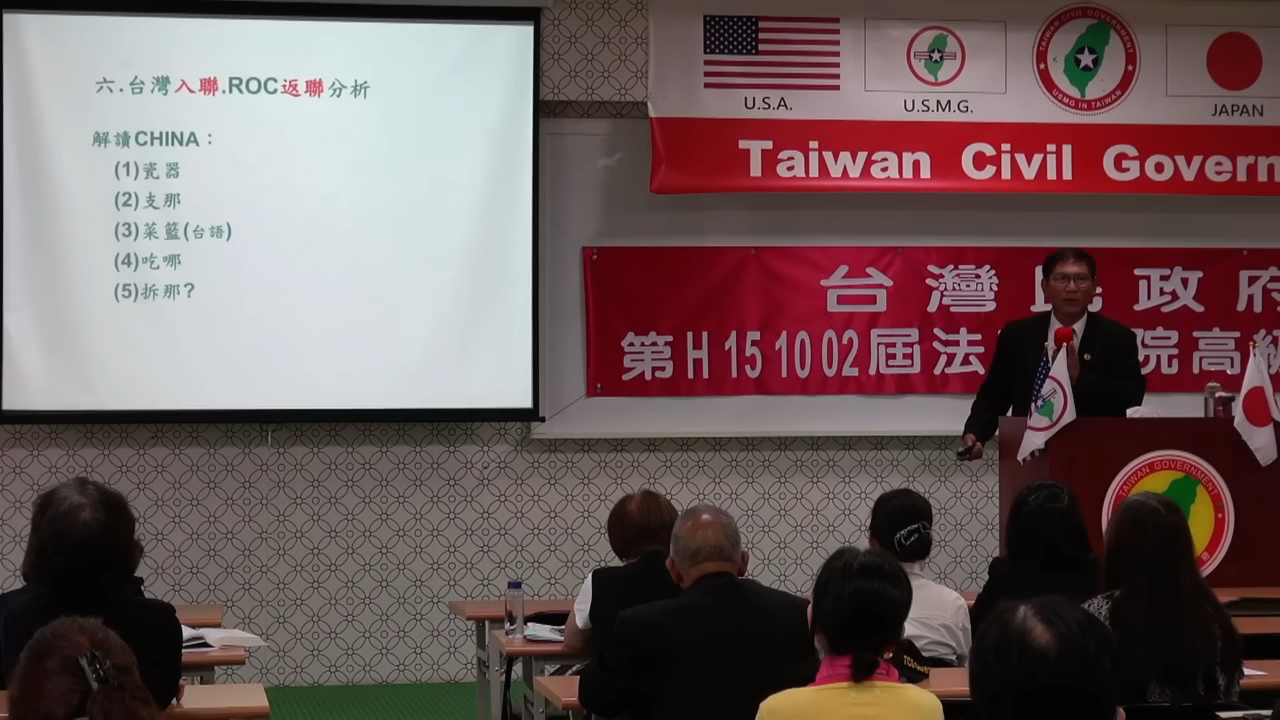 六.台灣入聯.ROC返聯分析
解讀CHINA：
(1)瓷器
(2)支那
(3)菜籃(台語)
(4)吃哪
(5)拆那?
U.S.A.
U.S.M.G.
TAIWAN CIVIL GOVERNMENT
USMG IN TAIWAN
JAPAN
Taiwan Civil Govern
台灣民政府
第H 15 10 02屆法 院高級
TAIWAN GOVERNMENT